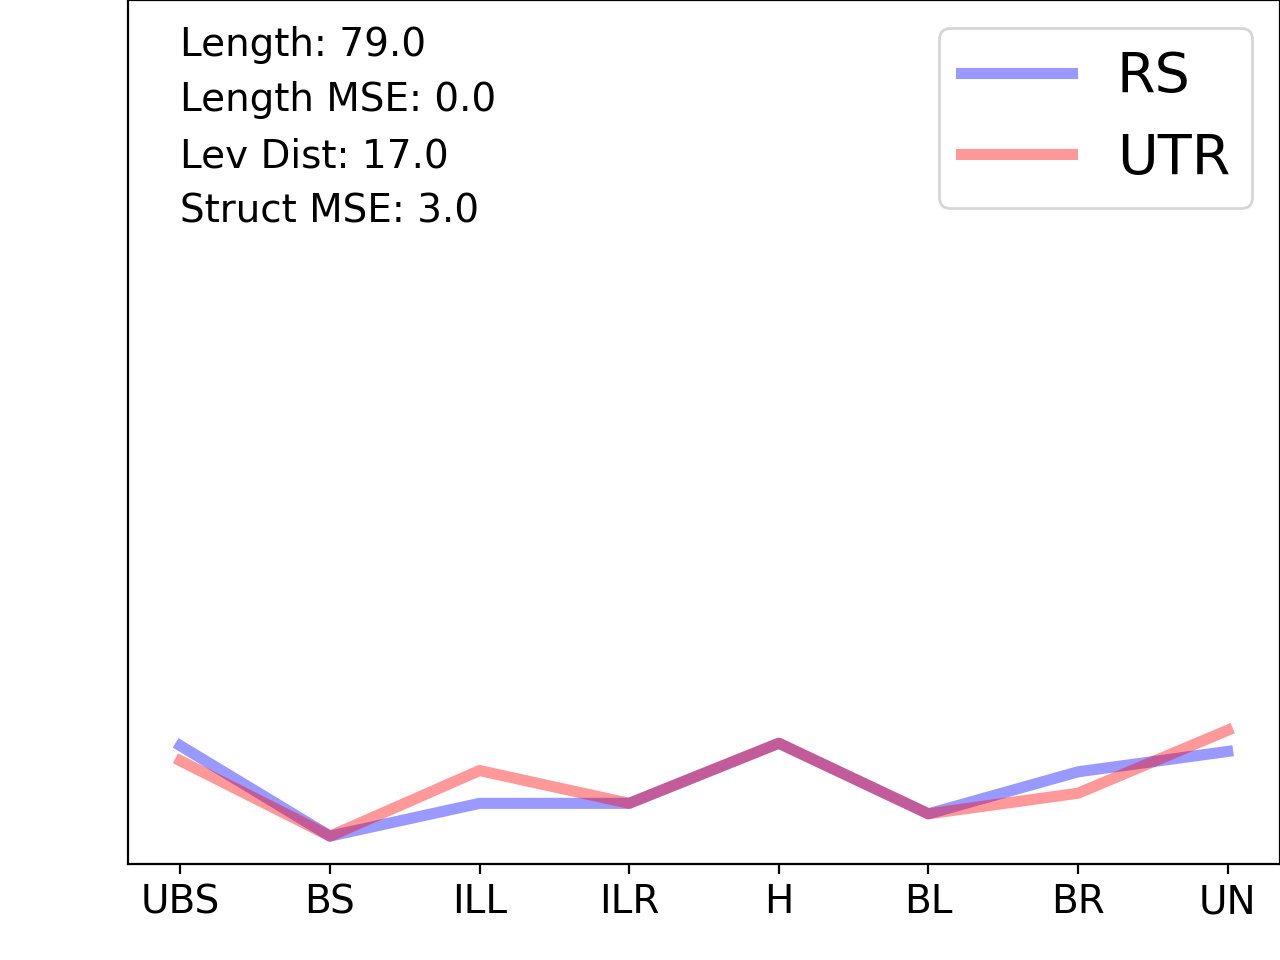 Length: 79.0
Length MSE: 0.0
Lev Dist: 17.0
Struct MSE: 3.0
RS
UTR
UBS BS ILL ILR H BL BR UN